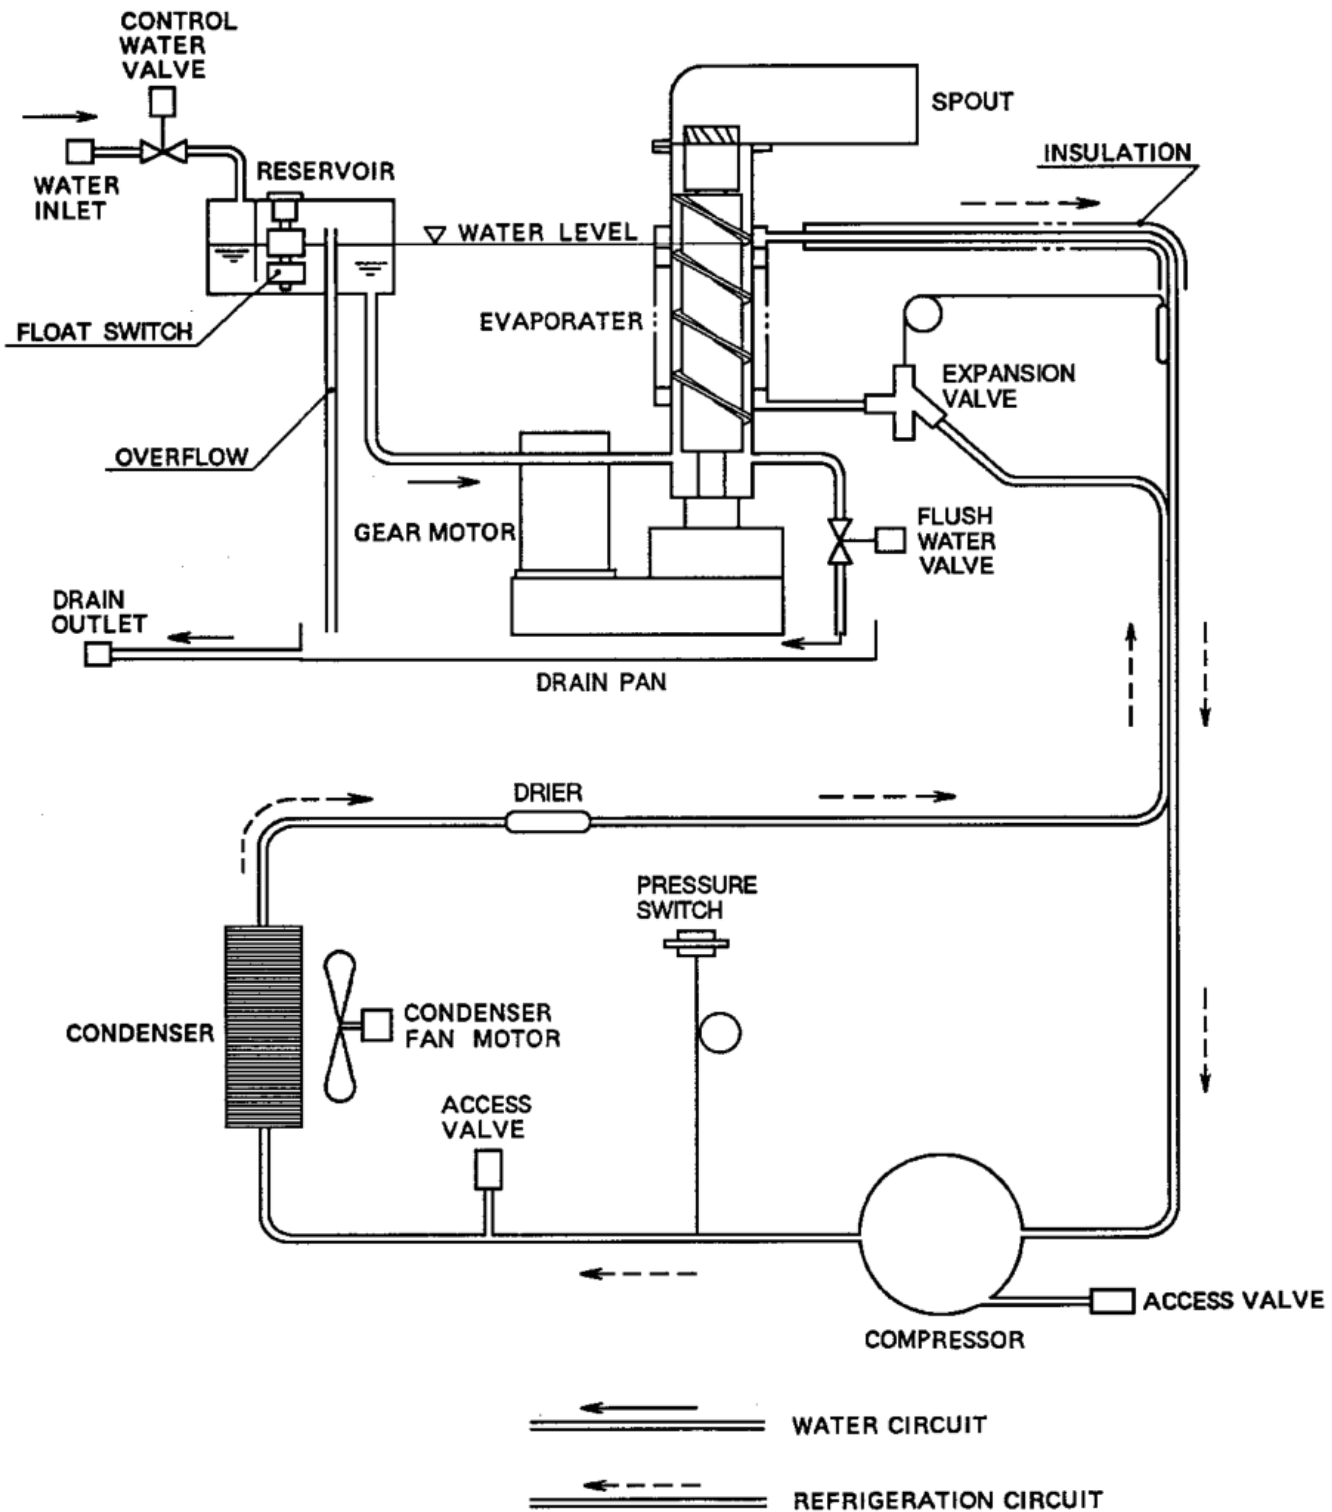 CONTROL
WATER
VALVE
SPOUT
INSULATION
RESERVOIR
WATER
INLET
WATER LEVEL
FLOAT SWITCH
EVAPORATER
EXPANSION
VALVE
OVERFLOW
GEAR MOTOR
FLUSH
WATER
VALVE
DRAIN
OUTLET
DRAIN PAN
DRIER
PRESSURE
SWITCH
CONDENSER
CONDENSER
FAN MOTOR
ACCESS
VALVE
ACCESS VALVE
COMPRESSOR
WATER CIRCUIT
REFRIGERATION CIRCUIT